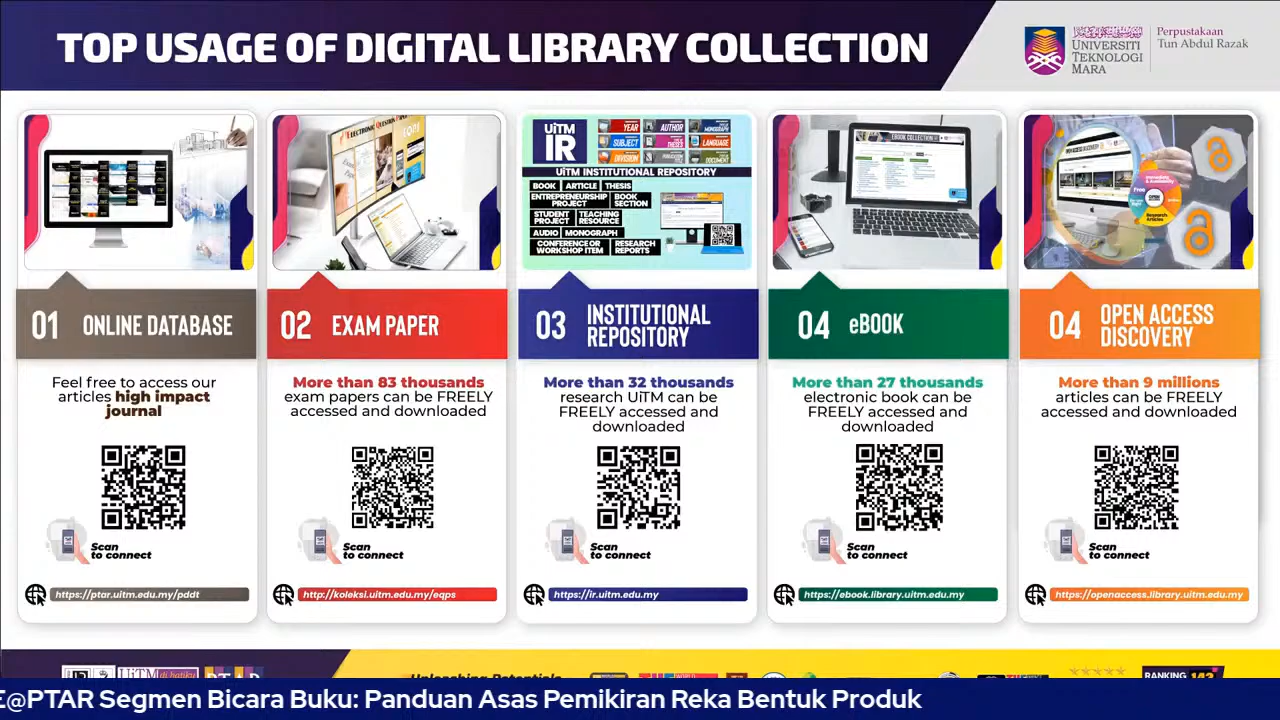 TOP USAGE OF DIGITAL LIBRARY COLLECTION
UNIVERSITI
TEKNOLOGI
MARA
Perpustakaan
Tun Abdul Razak
UiTM
IR
YEAR
AUTHOR
SUBJECT
LANGUAGE
DIVISION
UiTM INSTITUTIONAL REPOSITORY
BOOK ARTICLE THESIS
ENTREPRENEURSHIP
PROJECT
BOOK
SECTION
STUDENT
PROJECT
TEACHING
RESOURCE
AUDIO MONOGRAPH
CONFERENCE OR
WORKSHOP ITEM
RESEARCH
REPORTS
EBOOK COLLECTION
01 ONLINE DATABASE
Feel free to access our
articles high impact
journal
Scan
to connect
https://ptar.uitm.edu.my/pddt
02 EXAM PAPER
More than 83 thousands
exam papers can be FREELY
accessed and downloaded
Scan
to connect
http://koleksi.uitm.edu.my/eqps
03 INSTITUTIONAL
REPOSITORY
More than 32 thousands
research UiTM can be
FREELY accessed and
downloaded
Scan
to connect
https://ir.uitm.edu.my
04 eBOOK
More than 27 thousands
electronic book can be
FREELY accessed and
downloaded
Scan
to connect
https://ebook.library.uitm.edu.my
04 OPEN ACCESS
DISCOVERY
More than 9 millions
articles can be FREELY
accessed and downloaded
Scan
to connect
https://openaccess.library.uitm.edu.my
E@PTAR Segmen Bicara Buku: Panduan Asas Pemikiran Reka Bentuk Produk